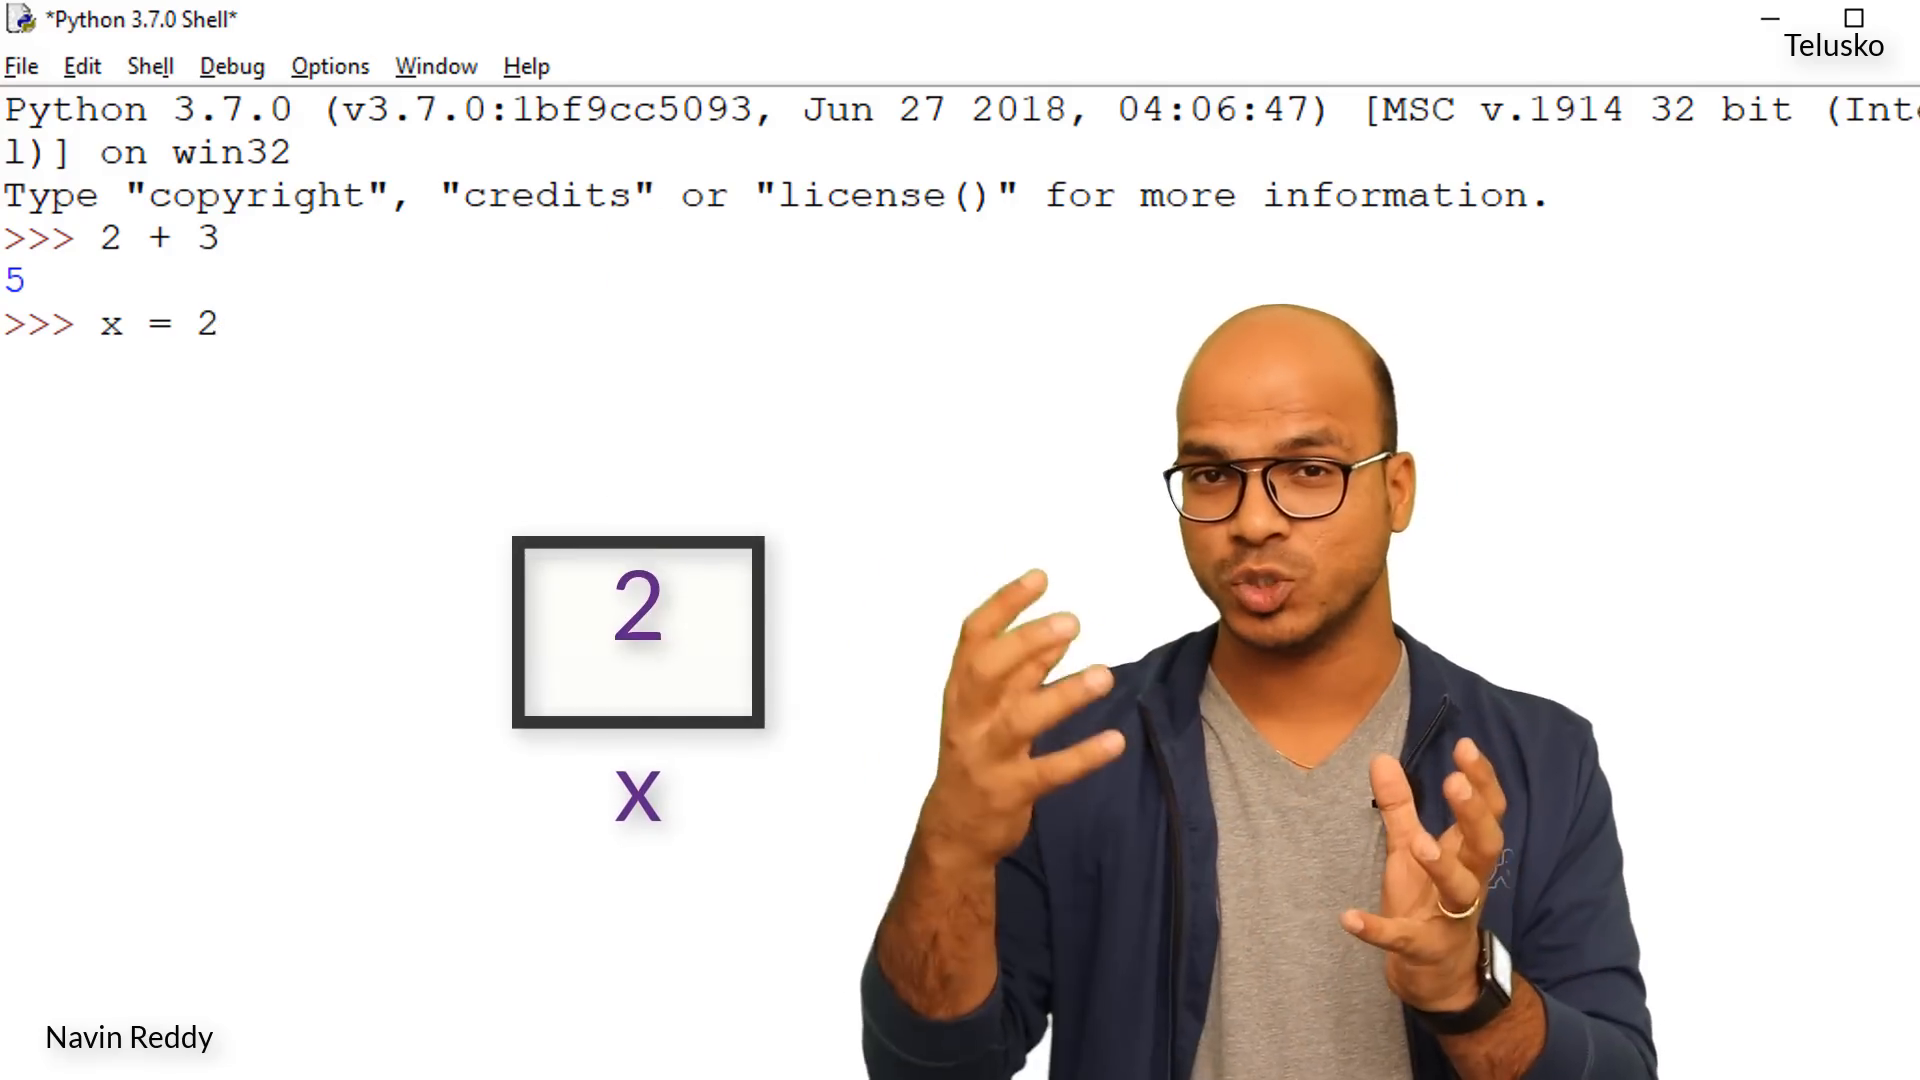 *Python 3.7.0 Shell*
Telusko
File Edit Shell Debug Options Window Help
Python 3.7.0 (v3.7.0:1bf9cc5093, Jun 27 2018, 04:06:47) [MSC v.1914 32 bit (Inte
l)] on win32
Type "copyright", "credits" or "license()" for more information.
>>> 2 + 3
5
>>> x = 2
2
x
Navin Reddy